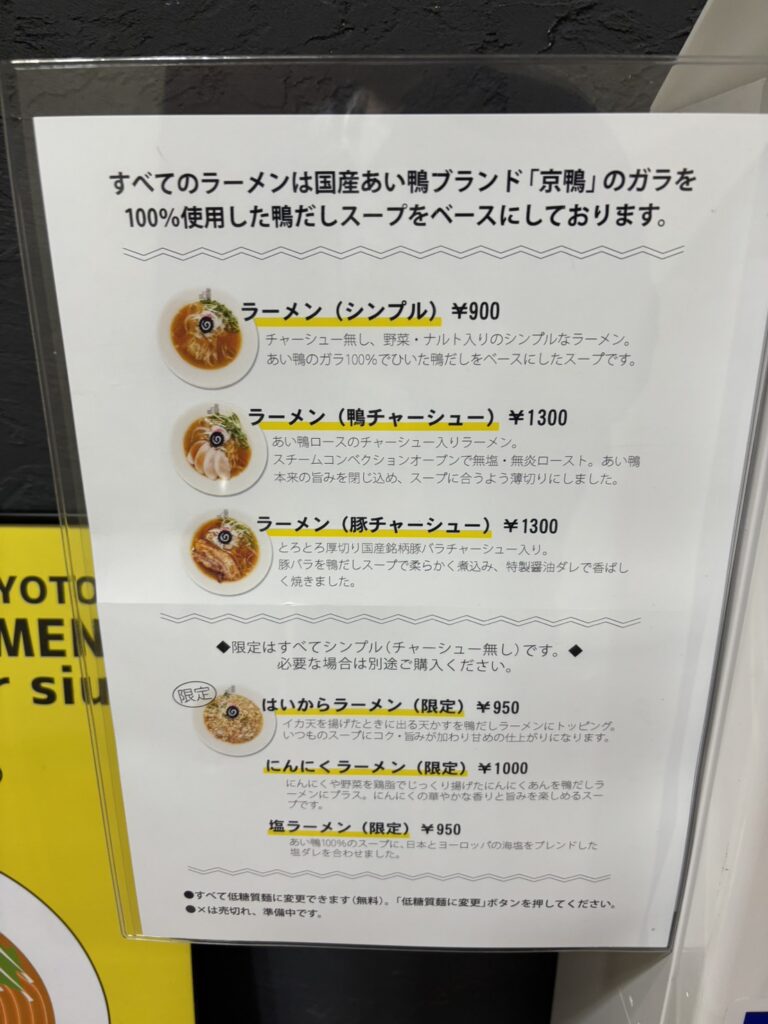 すべてのラーメンは国産あい鴨ブランド「京鴨」のガラを
100%使用した鴨だしスープをベースにしております。
ラーメン（シンプル）￥900
チャーシュー無し、野菜・ナルト入りのシンプルなラーメン。
あい鴨のガラ100%でひいた鴨だしをベースにしたスープです。
ラーメン（鴨チャーシュー）￥1300
あい鴨ロースのチャーシュー入りラーメン。
スチームコンベクションオーブンで無塩・無炎ロースト。あい鴨
本来の旨みを閉じ込め、スープに合うよう薄切りにしました。
ラーメン（豚チャーシュー）￥1300
とろとろ厚切り国産銘柄豚バラチャーシュー入り。
豚バラを鴨だしスープで柔らかく煮込み、特製醤油ダレで香ばし
く焼きました。
◆限定はすべてシンプル（チャーシュー無し）です。◆
必要な場合は別途ご購入ください。
限定
はいからラーメン（限定）￥950
イカ天を揚げたときに出る天かすを鴨だしラーメンにトッピング。
いつものスープにコク・旨みが加わり甘めの仕上がりになります。
にんにくラーメン（限定）￥1000
にんにくや野菜を鶏脂でじっくり揚げたにんにくあんを鴨だしラ
ーメンにプラス。にんにくの華やかな香りと旨みを楽しめるスー
プです。
塩ラーメン（限定）￥950
あい鴨100%のスープに、日本とヨーロッパの海塩をブレンドした
塩ダレを合わせました。
●すべて低糖質麺に変更できます（無料）。「低糖質麺に変更」ボタンを押してください。
●×は売切れ、準備中です。
YOTO
MEN
r siu